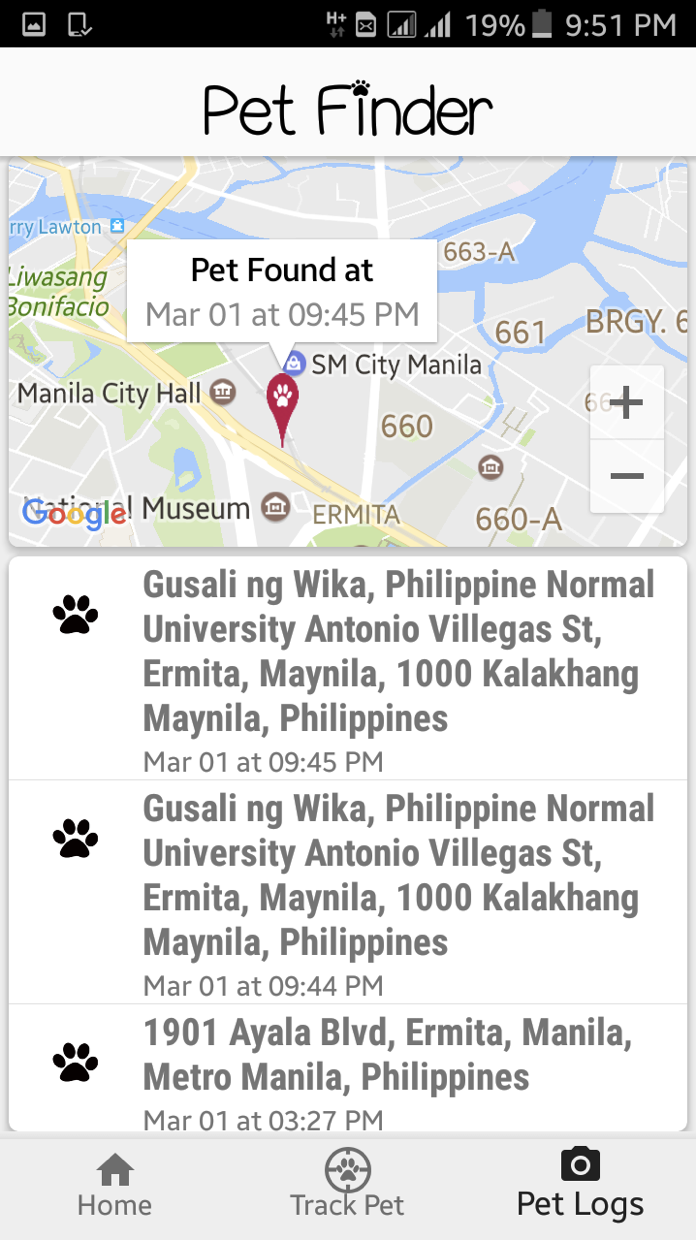 H+ 19% 9:51 PM
Pet Finder
rry Lawton
663-A
Liwasang
Bonifacio
Pet Found at
Mar 01 at 09:45 PM
661
BRGY. 6
SM City Manila
Manila City Hall
66
+
660
−
National Museum
Google
ERMITA
660-A
Gusali ng Wika, Philippine Normal
University Antonio Villegas St,
Ermita, Maynila, 1000 Kalakhang
Maynila, Philippines
Mar 01 at 09:45 PM
Gusali ng Wika, Philippine Normal
University Antonio Villegas St,
Ermita, Maynila, 1000 Kalakhang
Maynila, Philippines
Mar 01 at 09:44 PM
1901 Ayala Blvd, Ermita, Manila,
Metro Manila, Philippines
Mar 01 at 03:27 PM
Home
Track Pet
Pet Logs